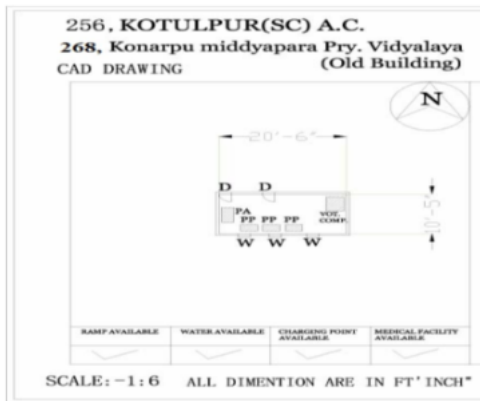 256, KOTULPUR(SC) A.C.
268, Konarpu middyapara Pry. Vidyalaya
(Old Building)
CAD DRAWING
N
20'-6"
D D
PA
PP PP PP
VOT.
COMP.
10'-5"
W W W
RAMP AVAILABLE WATER AVAILABLE CHARGING POINT AVAILABLE MEDICAL FACILITY AVAILABLE
SCALE:-1:6 ALL DIMENTION ARE IN FT'INCH"